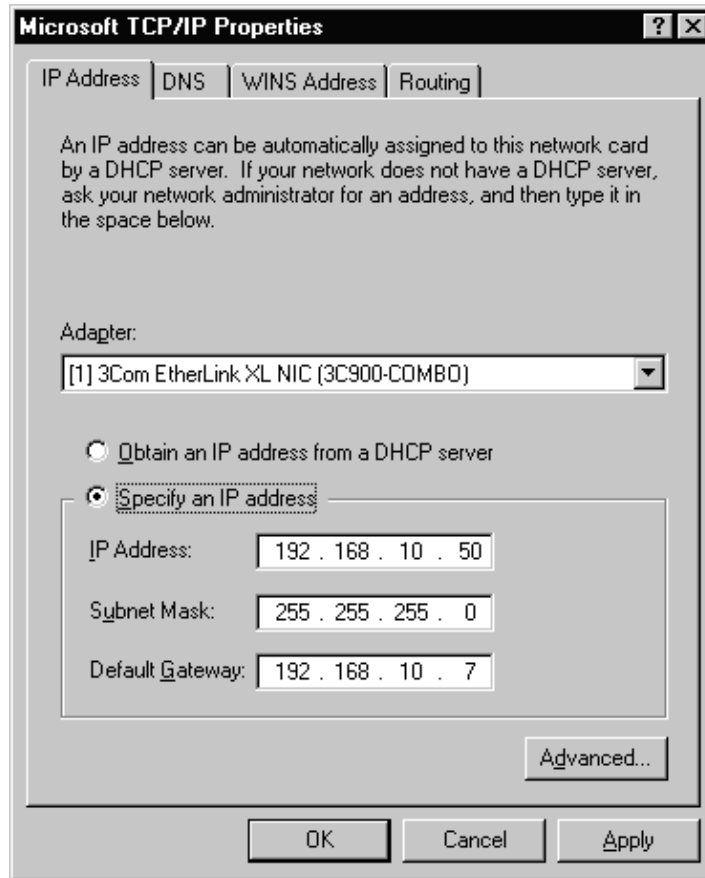 Microsoft TCP/IP Properties
IP Address DNS WINS Address Routing
An IP address can be automatically assigned to this network card
by a DHCP server. If your network does not have a DHCP server,
ask your network administrator for an address, and then type it in
the space below.
Adapter:
[1] 3Com EtherLink XL NIC (3C900-COMBO)
Obtain an IP address from a DHCP server
Specify an IP address
IP Address: 192 . 168 . 10 . 50
Subnet Mask: 255 . 255 . 255 . 0
Default Gateway: 192 . 168 . 10 . 7
Advanced...
OK Cancel Apply